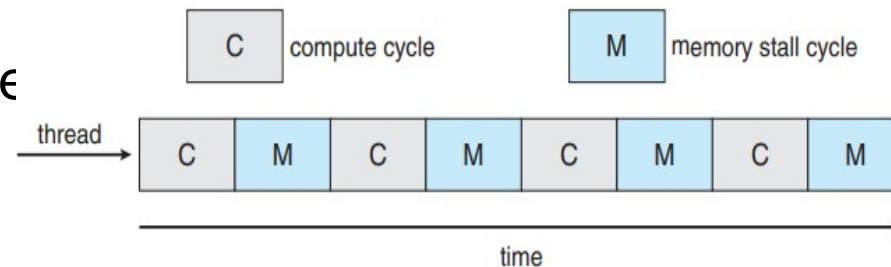 C compute cycle M memory stall cycle
e
thread
C M C M C M C M
time